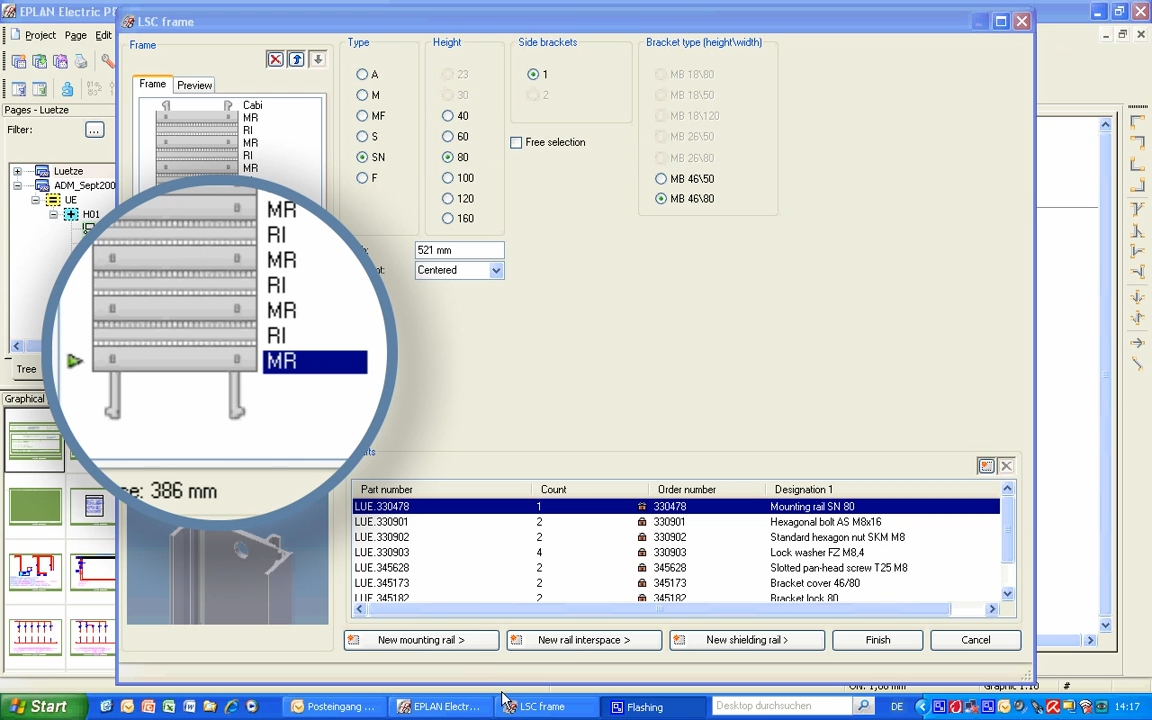 EPLAN Electric P
LSC frame
Project Page Edit
Pages - Luetze
Filter:
...
Luetze
ADM_Sept200
UE
H01
Tree
Graphical
Frame
Frame Preview
Cabi
MR
RI
MR
RI
MR
MR
RI
MR
RI
MR
RI
MR
e: 386 mm
Type
A
M
MF
S
SN
F
Height
23
30
40
60
80
100
120
160
Side brackets
1
2
Free selection
Bracket type (height\width)
MB 18\80
MB 18\50
MB 18\120
MB 26\50
MB 26\80
MB 46\50
MB 46\80
521 mm
Centered
Part number Count Order number Designation 1
LUE.330478 1 330478 Mounting rail SN 80
LUE.330901 2 330901 Hexagonal bolt AS M8x16
LUE.330902 2 330902 Standard hexagon nut SKM M8
LUE.330903 4 330903 Lock washer FZ M8,4
LUE.345628 2 345628 Slotted pan-head screw T25 M8
LUE.345173 2 345173 Bracket cover 46/80
LUE.345182 2 345182 Bracket lock 80
New mounting rail > New rail interspace > New shielding rail > Finish Cancel
ON: 1,00 mm Graphic 1:10 #
Start Posteingang ... EPLAN Electr... LSC frame Flashing Desktop durchsuchen DE 14:17